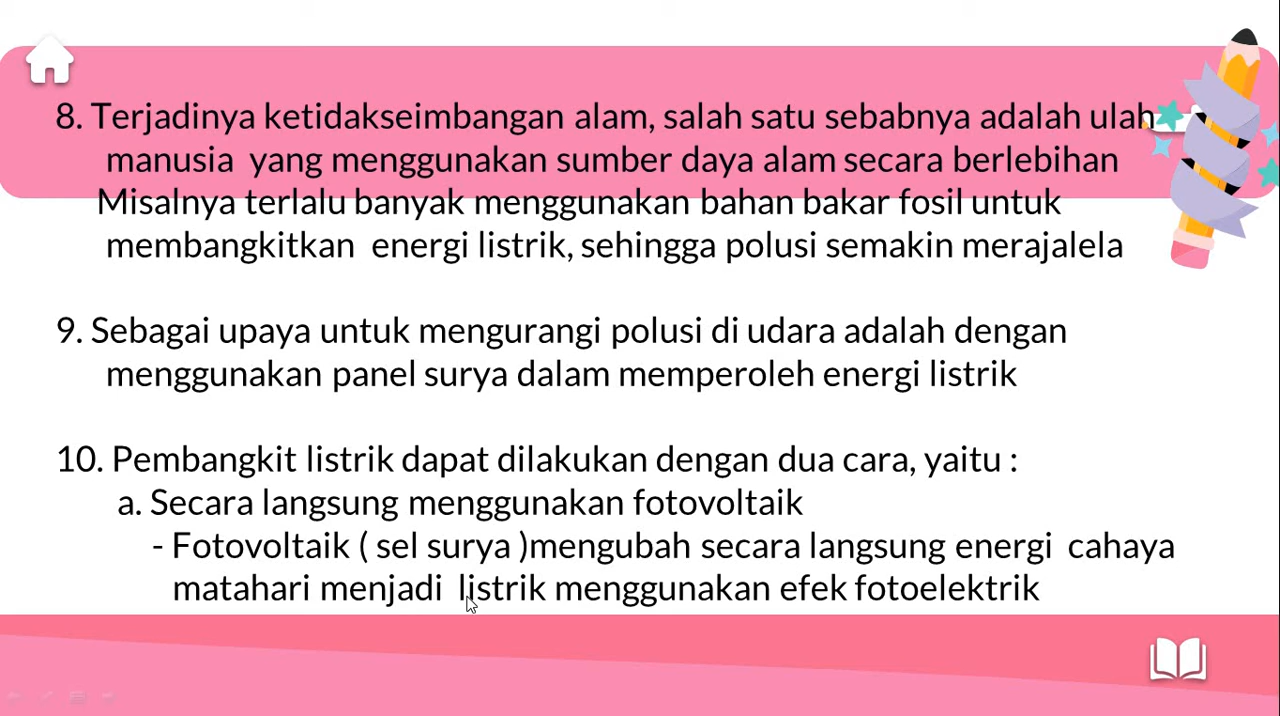 8. Terjadinya ketidakseimbangan alam, salah satu sebabnya adalah ulah
manusia yang menggunakan sumber daya alam secara berlebihan
Misalnya terlalu banyak menggunakan bahan bakar fosil untuk
membangkitkan energi listrik, sehingga polusi semakin merajalela
9. Sebagai upaya untuk mengurangi polusi di udara adalah dengan
menggunakan panel surya dalam memperoleh energi listrik
10. Pembangkit listrik dapat dilakukan dengan dua cara, yaitu :
a. Secara langsung menggunakan fotovoltaik
- Fotovoltaik ( sel surya )mengubah secara langsung energi cahaya
matahari menjadi listrik menggunakan efek fotoelektrik